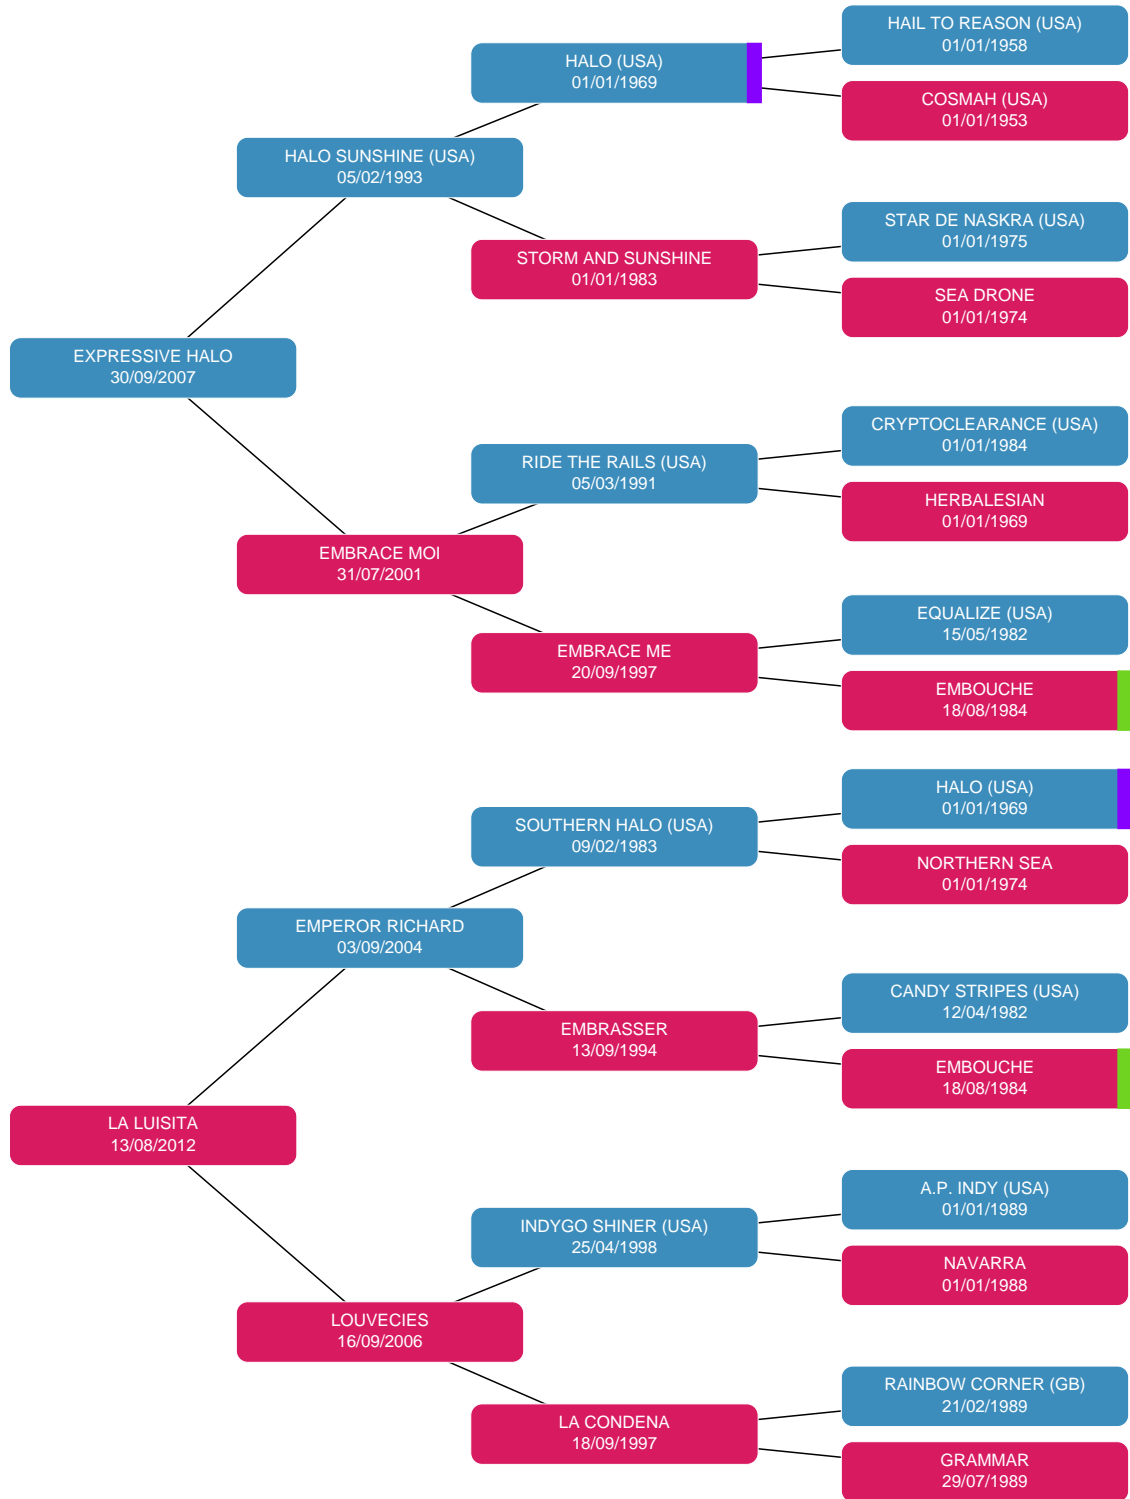 HAIL TO REASON (USA)
01/01/1958
HALO (USA)
01/01/1969
COSMAH (USA)
01/01/1953
HALO SUNSHINE (USA)
05/02/1993
STAR DE NASKRA (USA)
01/01/1975
STORM AND SUNSHINE
01/01/1983
SEA DRONE
01/01/1974
EXPRESSIVE HALO
30/09/2007
CRYPTOCLEARANCE (USA)
01/01/1984
RIDE THE RAILS (USA)
05/03/1991
HERBALESIAN
01/01/1969
EMBRACE MOI
31/07/2001
EQUALIZE (USA)
15/05/1982
EMBRACE ME
20/09/1997
EMBOUCHE
18/08/1984
HALO (USA)
01/01/1969
SOUTHERN HALO (USA)
09/02/1983
NORTHERN SEA
01/01/1974
EMPEROR RICHARD
03/09/2004
CANDY STRIPES (USA)
12/04/1982
EMBRASSER
13/09/1994
EMBOUCHE
18/08/1984
LA LUISITA
13/08/2012
A.P. INDY (USA)
01/01/1989
INDYGO SHINER (USA)
25/04/1998
NAVARRA
01/01/1988
LOUVECIES
16/09/2006
RAINBOW CORNER (GB)
21/02/1989
LA CONDENA
18/09/1997
GRAMMAR
29/07/1989